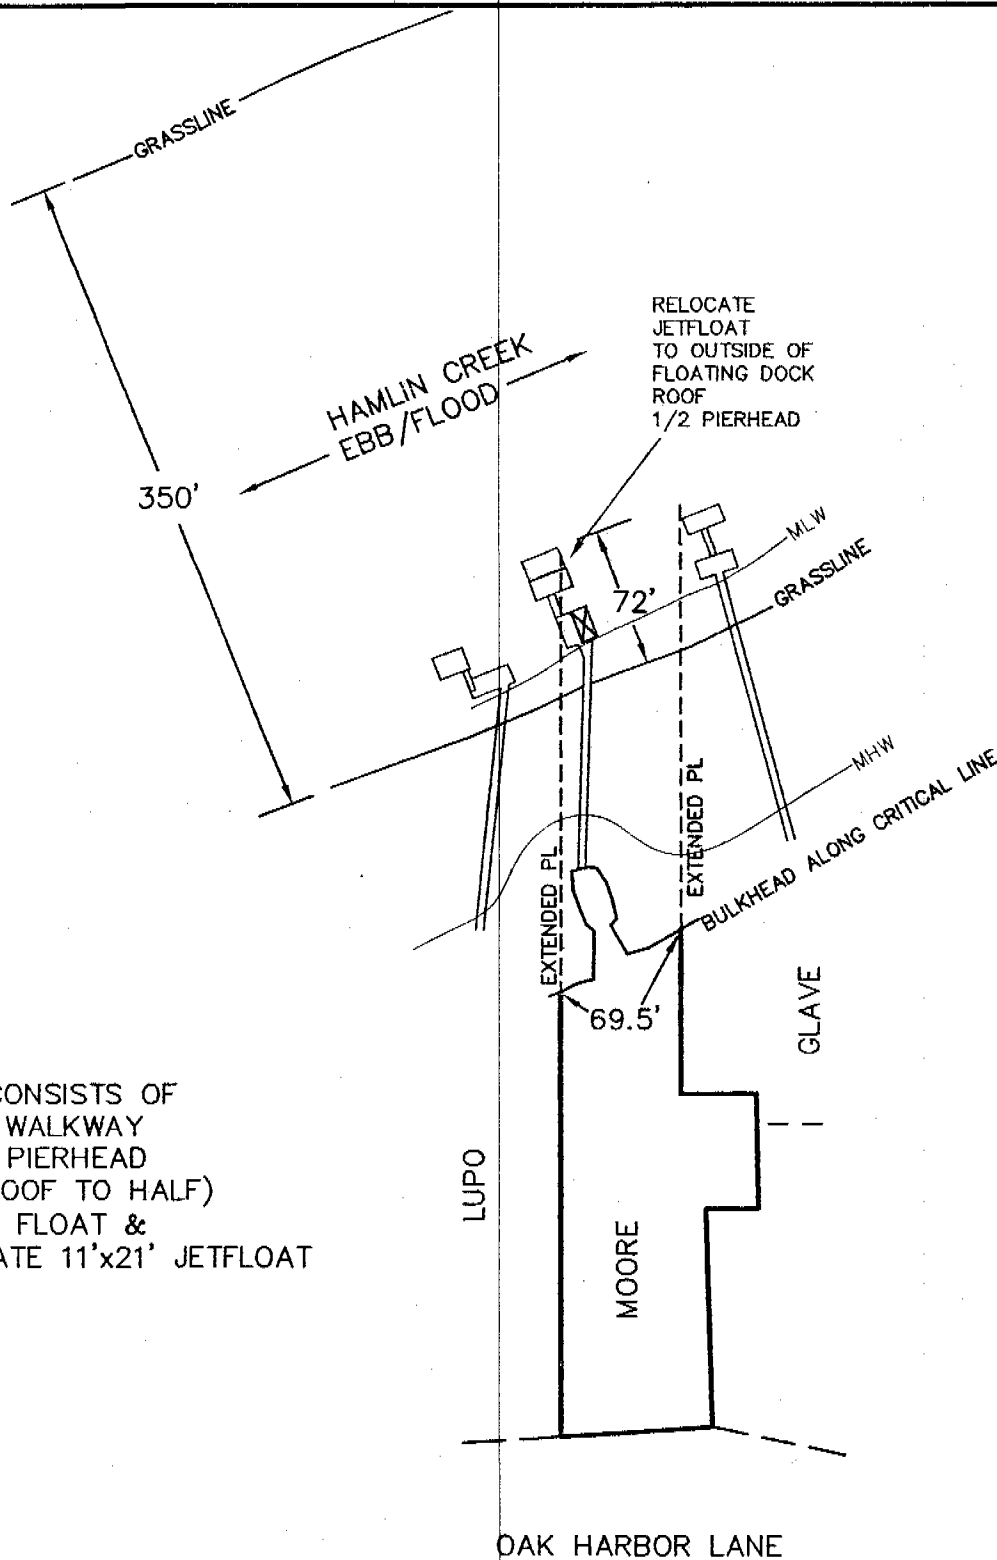 GRASSLINE
HAMLIN CREEK
EBB/FLOOD
350'
RELOCATE
JETFLOAT
TO OUTSIDE OF
FLOATING DOCK
ROOF
1/2 PIERHEAD
MLW
GRASSLINE
72'
MHW
EXTENDED PL
EXTENDED PL
BULKHEAD ALONG CRITICAL LINE
69.5'
GLAVE
CONSISTS OF
WALKWAY
PIERHEAD
OOF TO HALF)
FLOAT &
ATE 11'x21' JETFLOAT
LUPO
MOORE
OAK HARBOR LANE